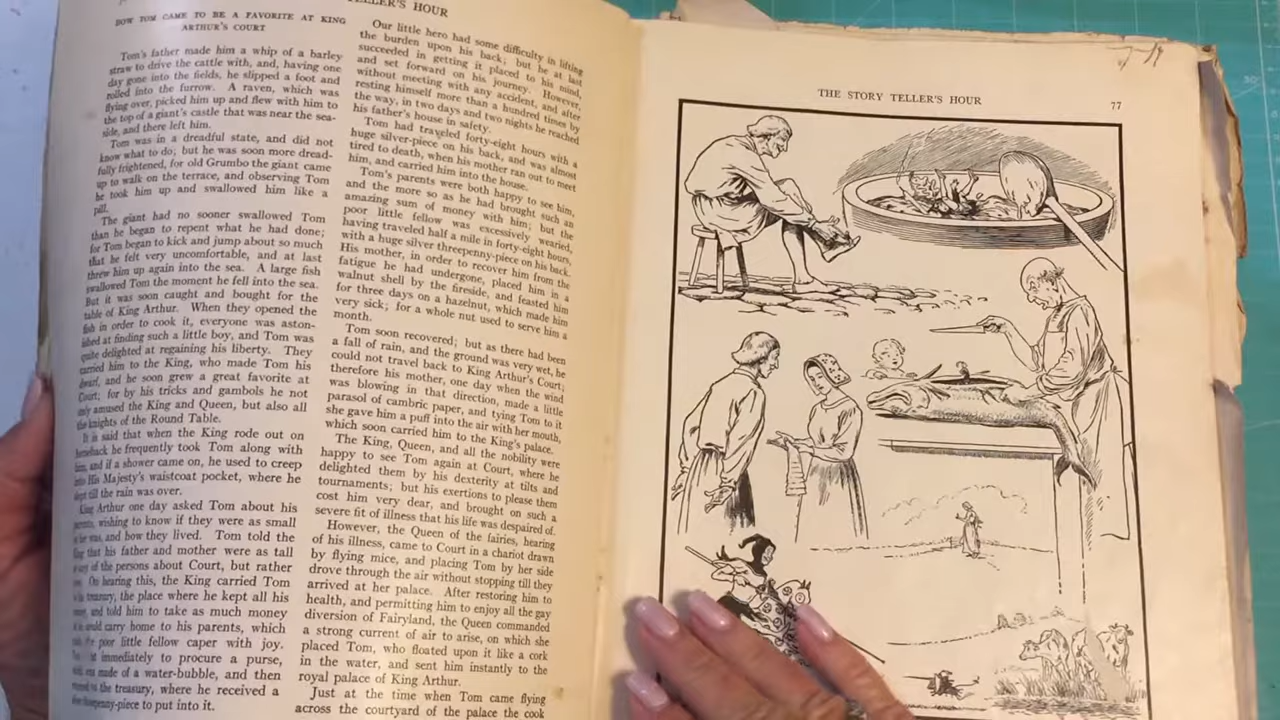 TELLER'S HOUR
HOW TOM CAME TO BE A FAVORITE AT KING
ARTHUR'S COURT
Tom's father made him a whip of a barley
straw to drive the cattle with, and, having one
day gone into the fields, he slipped a foot and
rolled into the furrow. A raven, which was
flying over, picked him up and flew with him to
the top of a giant's castle that was near the sea-
side, and there left him.
Tom was in a dreadful state, and did not
know what to do; but he was soon more dread-
fully frightened, for old Grumbo the giant came
up to walk on the terrace, and observing Tom
he took him up and swallowed him like a
pill.
The giant had no sooner swallowed Tom
than he began to repent what he had done;
for Tom began to kick and jump about so much
that he felt very uncomfortable, and at last
threw him up again into the sea. A large fish
swallowed Tom the moment he fell into the sea.
But it was soon caught and bought for the
table of King Arthur. When they opened the
fish in order to cook it, everyone was aston-
ished at finding such a little boy, and Tom was
quite delighted at regaining his liberty. They
carried him to the King, who made Tom his
dwarf, and he soon grew a great favorite at
Court; for by his tricks and gambols he not
only amused the King and Queen, but also all
the knights of the Round Table.
It is said that when the King rode out on
horseback he frequently took Tom along with
him, and if a shower came on, he used to creep
into His Majesty's waistcoat pocket, where he
slept till the rain was over.
King Arthur one day asked Tom about his
parents, wishing to know if they were as small
as he was, and how they lived. Tom told the
King that his father and mother were as tall
as any of the persons about Court, but rather
On hearing this, the King carried Tom
to his treasury, the place where he kept all his
money, and told him to take as much money
as he could carry home to his parents, which
made the poor little fellow caper with joy.
immediately to procure a purse,
made of a water-bubble, and then
to the treasury, where he received a
threepenny-piece to put into it.
Our little hero had some difficulty in lifting
the burden upon his back; but he at last
succeeded in getting it placed to his mind,
and set forward on his journey. However,
without meeting with any accident, and after
resting himself more than a hundred times by
the way, in two days and two nights he reached
his father's house in safety.
Tom had traveled forty-eight hours with a
huge silver-piece on his back, and was almost
tired to death, when his mother ran out to meet
him, and carried him into the house.
Tom's parents were both happy to see him,
and the more so as he had brought such an
amazing sum of money with him; but the
poor little fellow was excessively wearied,
having traveled half a mile in forty-eight hours,
with a huge silver threepenny-piece on his back.
His mother, in order to recover him from the
fatigue he had undergone, placed him in a
walnut shell by the fireside, and feasted him
for three days on a hazelnut, which made him
very sick; for a whole nut used to serve him a
month.
Tom soon recovered; but as there had been
a fall of rain, and the ground was very wet, he
could not travel back to King Arthur's Court;
therefore his mother, one day when the wind
was blowing in that direction, made a little
parasol of cambric paper, and tying Tom to it
she gave him a puff into the air with her mouth,
which soon carried him to the King's palace.
The King, Queen, and all the nobility were
happy to see Tom again at Court, where he
delighted them by his dexterity at tilts and
tournaments; but his exertions to please them
cost him very dear, and brought on such a
severe fit of illness that his life was despaired of.
However, the Queen of the fairies, hearing
of his illness, came to Court in a chariot drawn
by flying mice, and placing Tom by her side
drove through the air without stopping till they
arrived at her palace. After restoring him to
health, and permitting him to enjoy all the gay
diversion of Fairyland, the Queen commanded
a strong current of air to arise, on which she
placed Tom, who floated upon it like a cork
in the water, and sent him instantly to the
royal palace of King Arthur.
Just at the time when Tom came flying
across the courtyard of the palace the cook
THE STORY TELLER'S HOUR
77